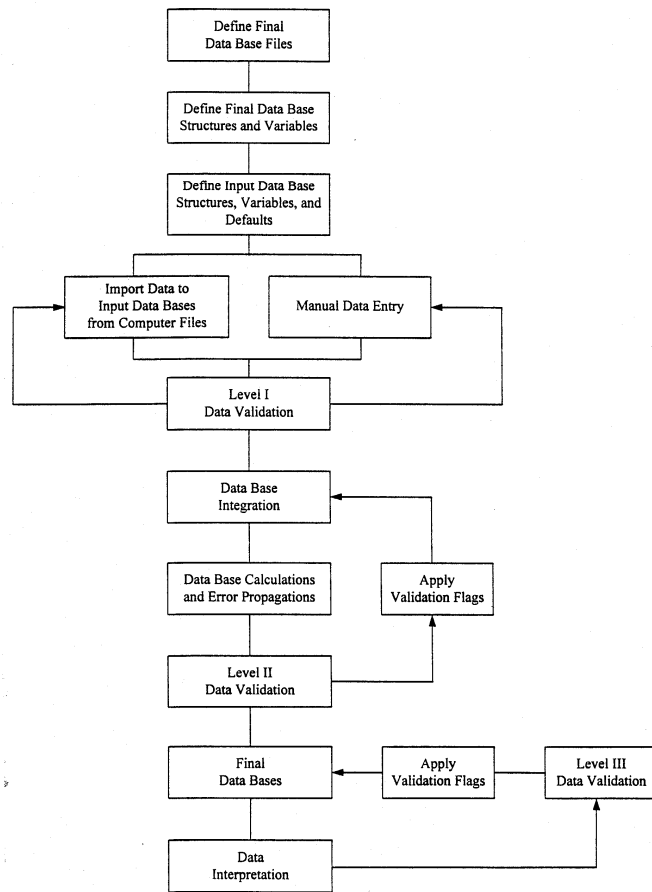 Define Final
Data Base Files
Define Final Data Base
Structures and Variables
Define Input Data Base
Structures, Variables, and
Defaults
Import Data to
Input Data Bases
from Computer Files
Manual Data Entry
Level I
Data Validation
Data Base
Integration
Data Base Calculations
and Error Propagations
Apply
Validation Flags
Level II
Data Validation
Final
Data Bases
Apply
Validation Flags
Level III
Data Validation
Data
Interpretation